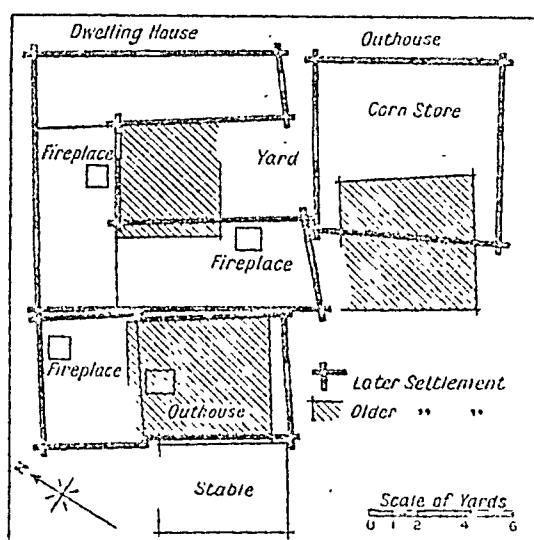 Dwelling House
Outhouse
Corn Store
Fireplace
Yard
Fireplace
Fireplace
Outhouse
Later Settlement
Older " "
Stable
N
Scale of Yards
0 1 2 4 6